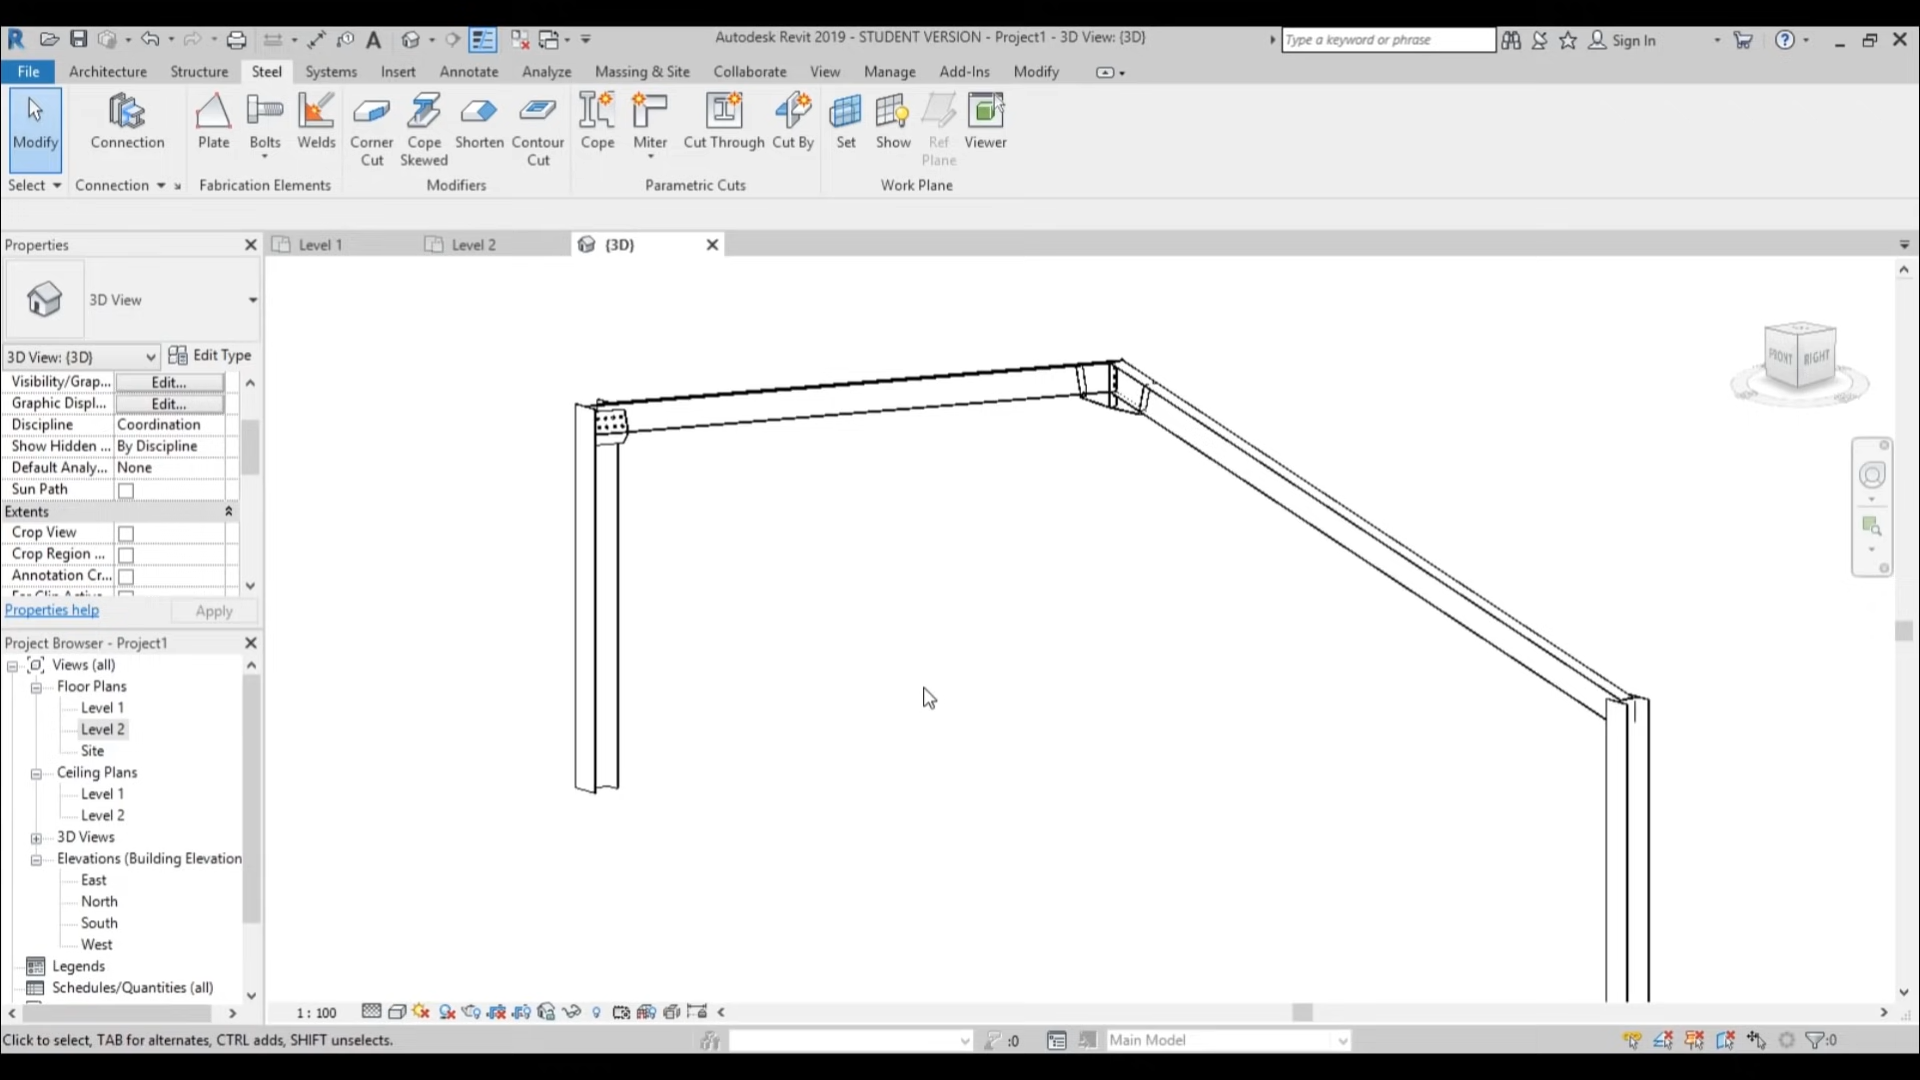 Autodesk Revit 2019 - STUDENT VERSION - Project1 - 3D View: {3D}
Type a keyword or phrase
Sign In
File Architecture Structure Steel Systems Insert Annotate Analyze Massing & Site Collaborate View Manage Add-Ins Modify
Modify Connection Plate Bolts Welds Corner Cut Cope Skewed Shorten Contour Cut Cope Miter Cut Through Cut By Set Show Ref Plane Viewer
Select Connection Fabrication Elements Modifiers Parametric Cuts Work Plane
Properties
Level 1 Level 2 {3D}
3D View
3D View: {3D} Edit Type
Visibility/Grap... Edit...
Graphic Displ... Edit...
Discipline Coordination
Show Hidden ... By Discipline
Default Analy... None
Sun Path
Extents
Crop View
Crop Region ...
Annotation Cr...
Properties help Apply
Project Browser - Project1
Views (all)
Floor Plans
Level 1
Level 2
Site
Ceiling Plans
Level 1
Level 2
3D Views
Elevations (Building Elevation
East
North
South
West
Legends
Schedules/Quantities (all)
FRONT RIGHT
1 : 100
Click to select, TAB for alternates, CTRL adds, SHIFT unselects.
:0
Main Model
:0